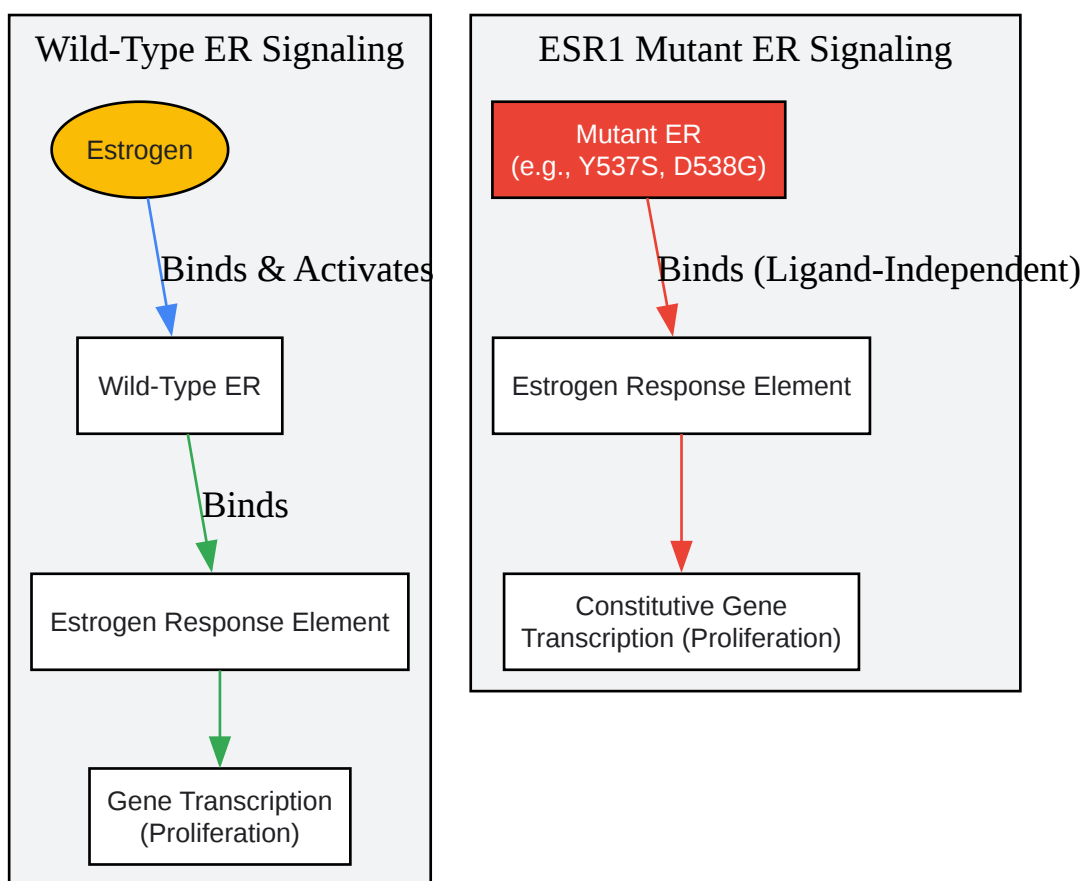 Wild-Type ER Signaling
Estrogen
Binds & Activates
Wild-Type ER
Binds
Estrogen Response Element
Gene Transcription
(Proliferation)
ESR1 Mutant ER Signaling
Mutant ER
(e.g., Y537S, D538G)
Binds (Ligand-Independent)
Estrogen Response Element
Constitutive Gene
Transcription (Proliferation)